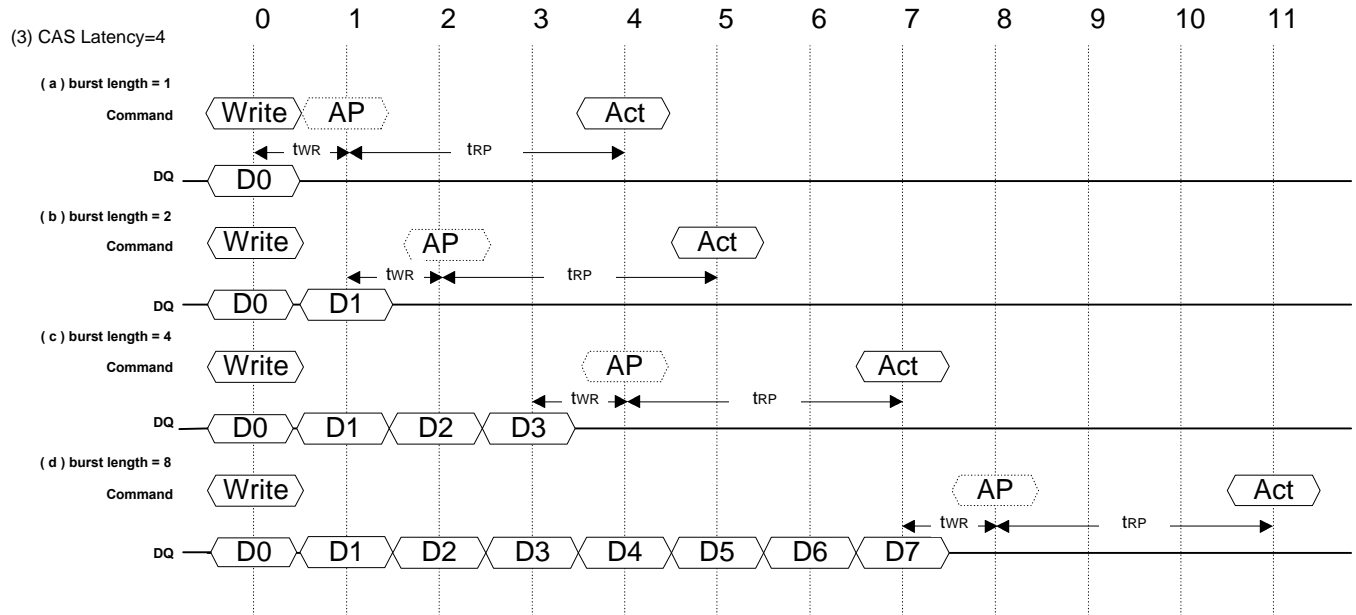 0 1 2 3 4 5 6 7 8 9 10 11
(3) CAS Latency=4
( a ) burst length = 1
Command Write AP Act
tWR tRP
DQ D0
( b ) burst length = 2
Command Write AP Act
tWR tRP
DQ D0 D1
( c ) burst length = 4
Command Write AP Act
tWR tRP
DQ D0 D1 D2 D3
( d ) burst length = 8
Command Write AP Act
tWR tRP
DQ D0 D1 D2 D3 D4 D5 D6 D7